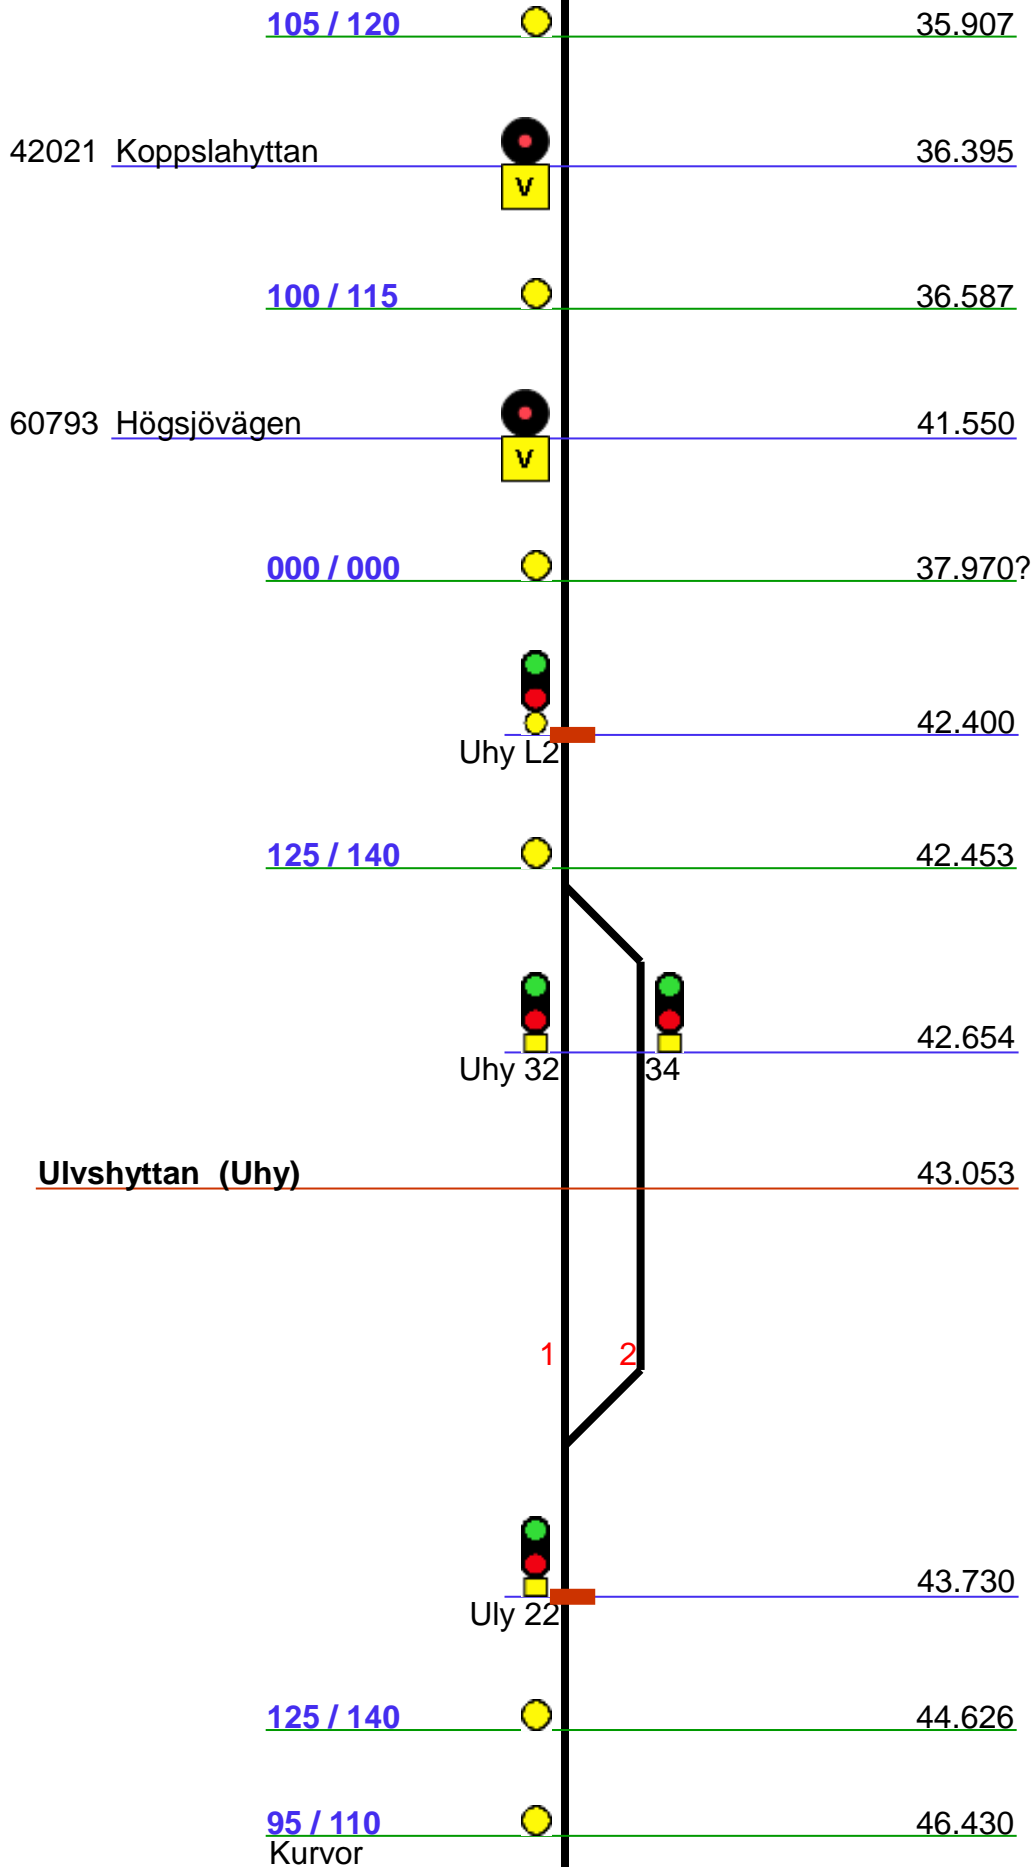 105 / 120 35.907
42021 Koppslahyttan 36.395
V
100 / 115 36.587
60793 Högsjövägen 41.550
V
000 / 000 37.970?
42.400
Uhy L2
125 / 140 42.453
42.654
Uhy 32 34
Ulvshyttan (Uhy) 43.053
1 2
43.730
Uly 22
125 / 140 44.626
95 / 110 46.430
Kurvor